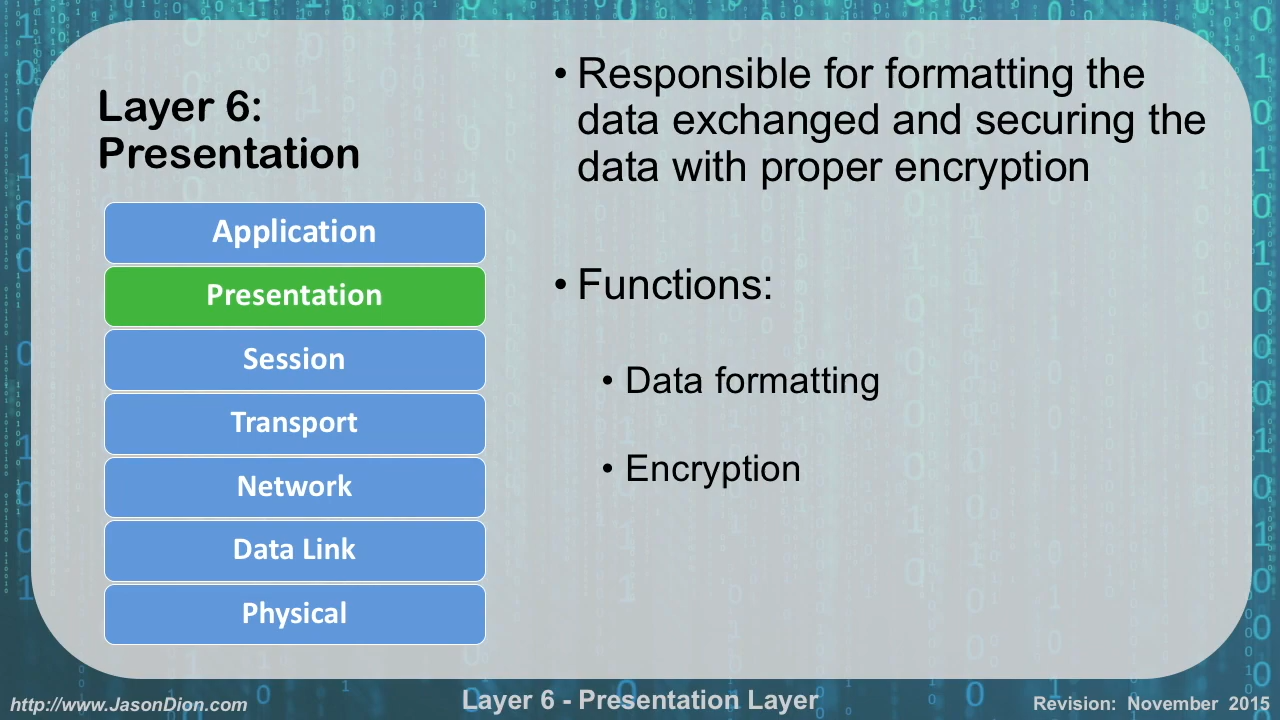 Layer 6:
Presentation
Application
Presentation
Session
Transport
Network
Data Link
Physical
• Responsible for formatting the
data exchanged and securing the
data with proper encryption
• Functions:
• Data formatting
• Encryption
http://www.JasonDion.com
Layer 6 - Presentation Layer
Revision: November 2015